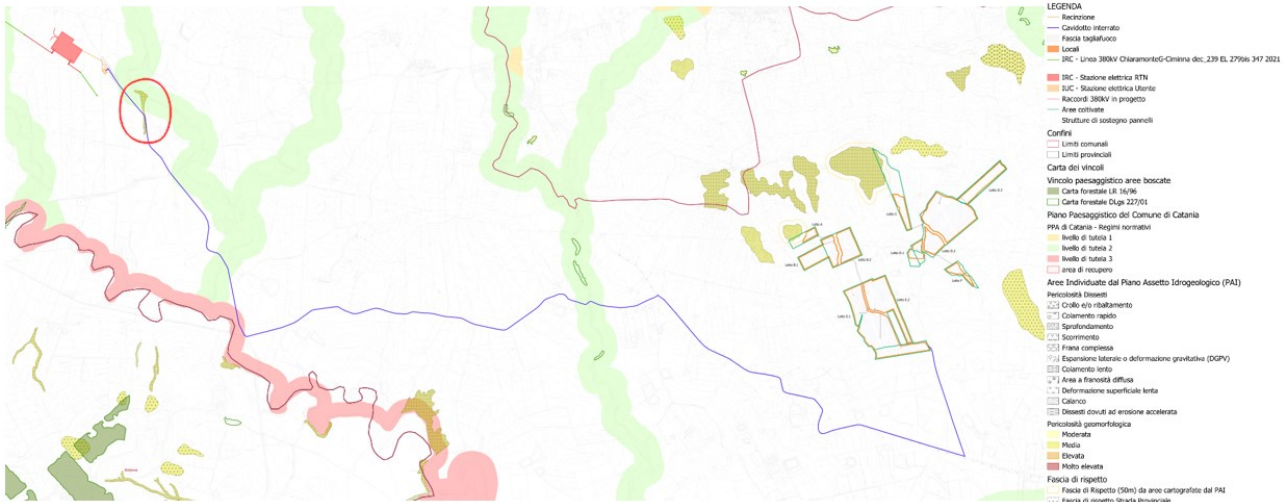 LEGENDA
Recinzione
Cavidotto interrato
Fascia tagliafuoco
Locali
IRC - Linea 380kV ChiaramonteG-Ciminna dec_239 EL 279bis 347 2021
IRC - Stazione elettrica RTN
IUC - Stazione elettrica Utente
Raccordi 380kV in progetto
Aree coltivate
Strutture di sostegno pannelli
Confini
Limiti comunali
Limiti provinciali
Carta dei vincoli
Vincolo paesaggistico aree boscate
Carta forestale LR 16/96
Carta forestale DLgs 227/01
Piano Paesaggistico del Comune di Catania
PPA di Catania - Regimi normativi
livello di tutela 1
livello di tutela 2
livello di tutela 3
area di recupero
Aree Individuate dal Piano Assetto Idrogeologico (PAI)
Pericolosità Dissesti
Crollo e/o ribaltamento
Colamento rapido
Sprofondamento
Scorrimento
Frana complessa
Espansione laterale o deformazione gravitativa (DGPV)
Colamento lento
Area a franosità diffusa
Deformazione superficiale lenta
Calanco
Dissesti dovuti ad erosione accelerata
Pericolosità geomorfologica
Moderata
Media
Elevata
Molto elevata
Fascia di rispetto
Fascia di Rispetto (50m) da aree cartografate dal PAI
Fascia di rispetto Strada Provinciale